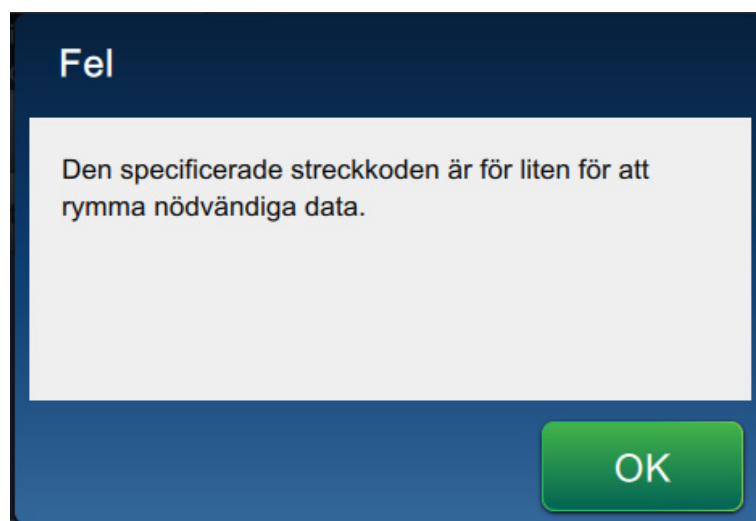 Fel
Den specificerade streckkoden är för liten för att
rymma nödvändiga data.
OK